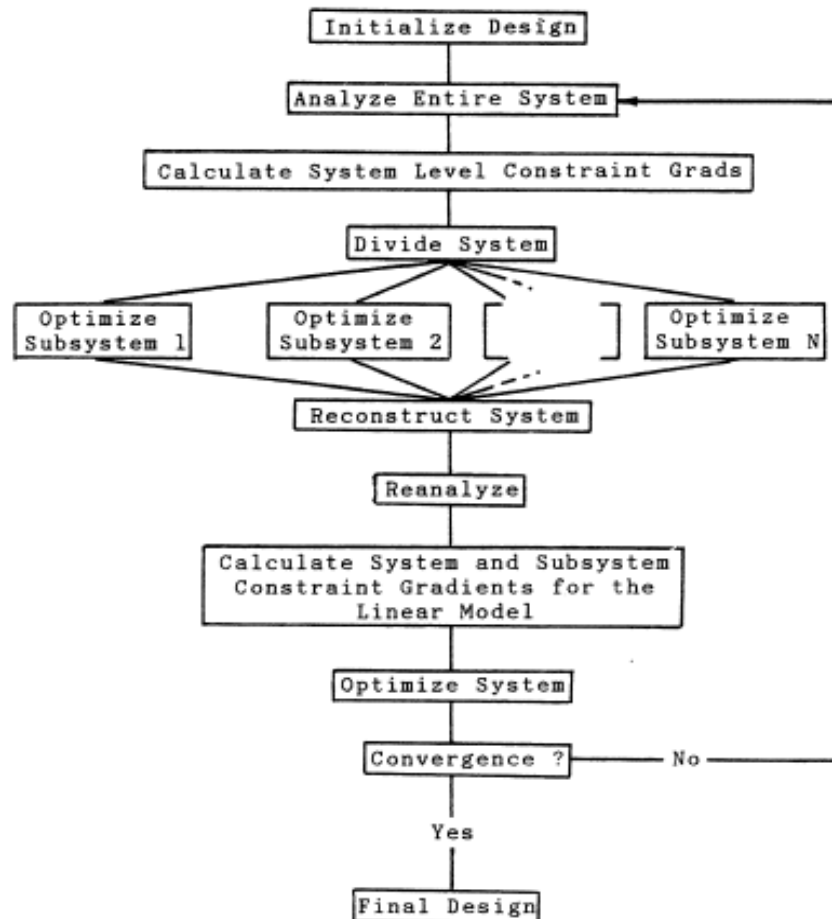 Initialize Design
Analyze Entire System
Calculate System Level Constraint Grads
Divide System
Optimize
Subsystem 1
Optimize
Subsystem 2
Optimize
Subsystem N
Reconstruct System
Reanalyze
Calculate System and Subsystem
Constraint Gradients for the
Linear Model
Optimize System
Convergence ?
No
Yes
Final Design